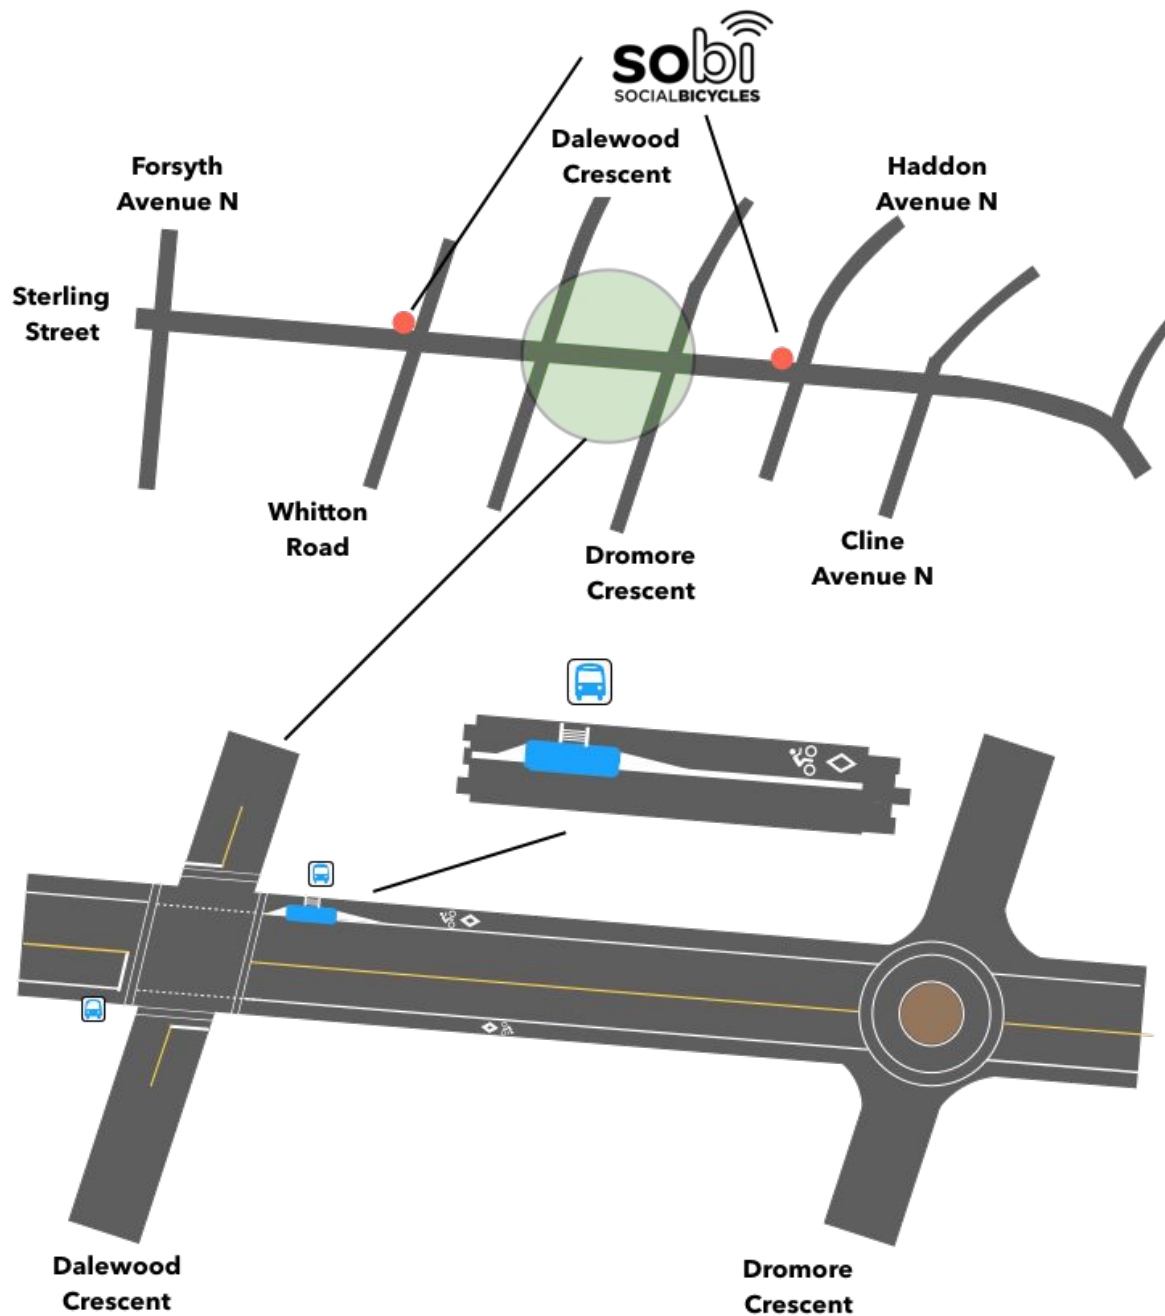 sobi
SOCIALBICYCLES
Dalewood
Crescent
Forsyth
Avenue N
Haddon
Avenue N
Sterling
Street
Whitton
Road
Dromore
Crescent
Cline
Avenue N
Dalewood
Crescent
Dromore
Crescent